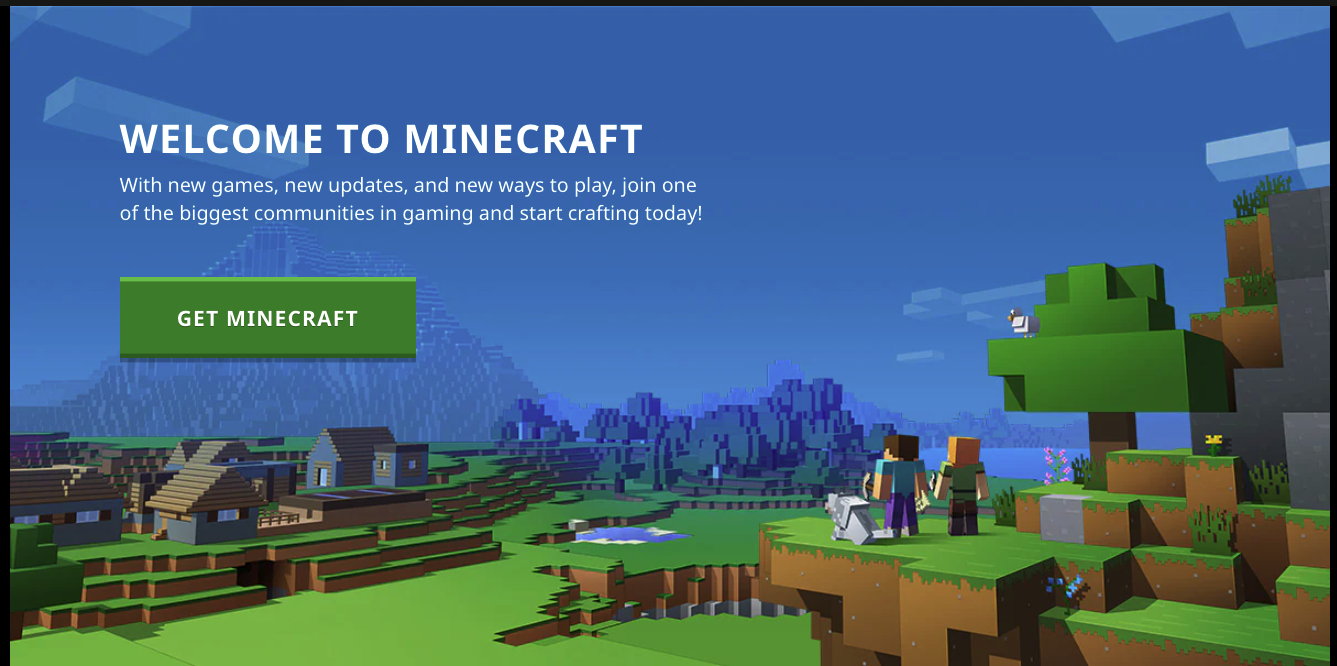 WELCOME TO MINECRAFT
With new games, new updates, and new ways to play, join one
of the biggest communities in gaming and start crafting today!
GET MINECRAFT